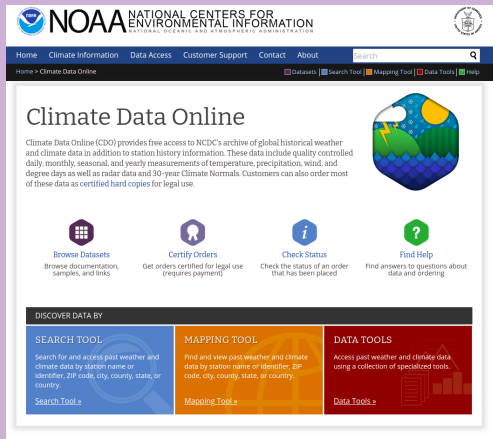 NOAA NATIONAL CENTERS FOR
ENVIRONMENTAL INFORMATION
NATIONAL OCEANIC AND ATMOSPHERIC ADMINISTRATION
Home Climate Information Data Access Customer Support Contact About Search
Home > Climate Data Online Datasets | Search Tool | Mapping Tool | Data Tools | Help
Climate Data Online
Climate Data Online (CDO) provides free access to NCDC's archive of global historical weather
and climate data in addition to station history information. These data include quality controlled
daily, monthly, seasonal, and yearly measurements of temperature, precipitation, wind, and
degree days as well as radar data and 30-year Climate Normals. Customers can also order most
of these data as certified hard copies for legal use.
Browse Datasets
Browse documentation,
samples, and links
Certify Orders
Get orders certified for legal use
(requires payment)
Check Status
Check the status of an order
that has been placed
Find Help
Find answers to questions about
data and ordering
DISCOVER DATA BY
SEARCH TOOL
Search for and access past weather and
climate data by station name or
identifier, ZIP code, city, county, state, or
country.
Search Tool »
MAPPING TOOL
Find and view past weather and climate
data by station name or identifier, ZIP
code, city, county, state, or country.
Mapping Tool »
DATA TOOLS
Access past weather and climate data
using a collection of specialized tools.
Data Tools »